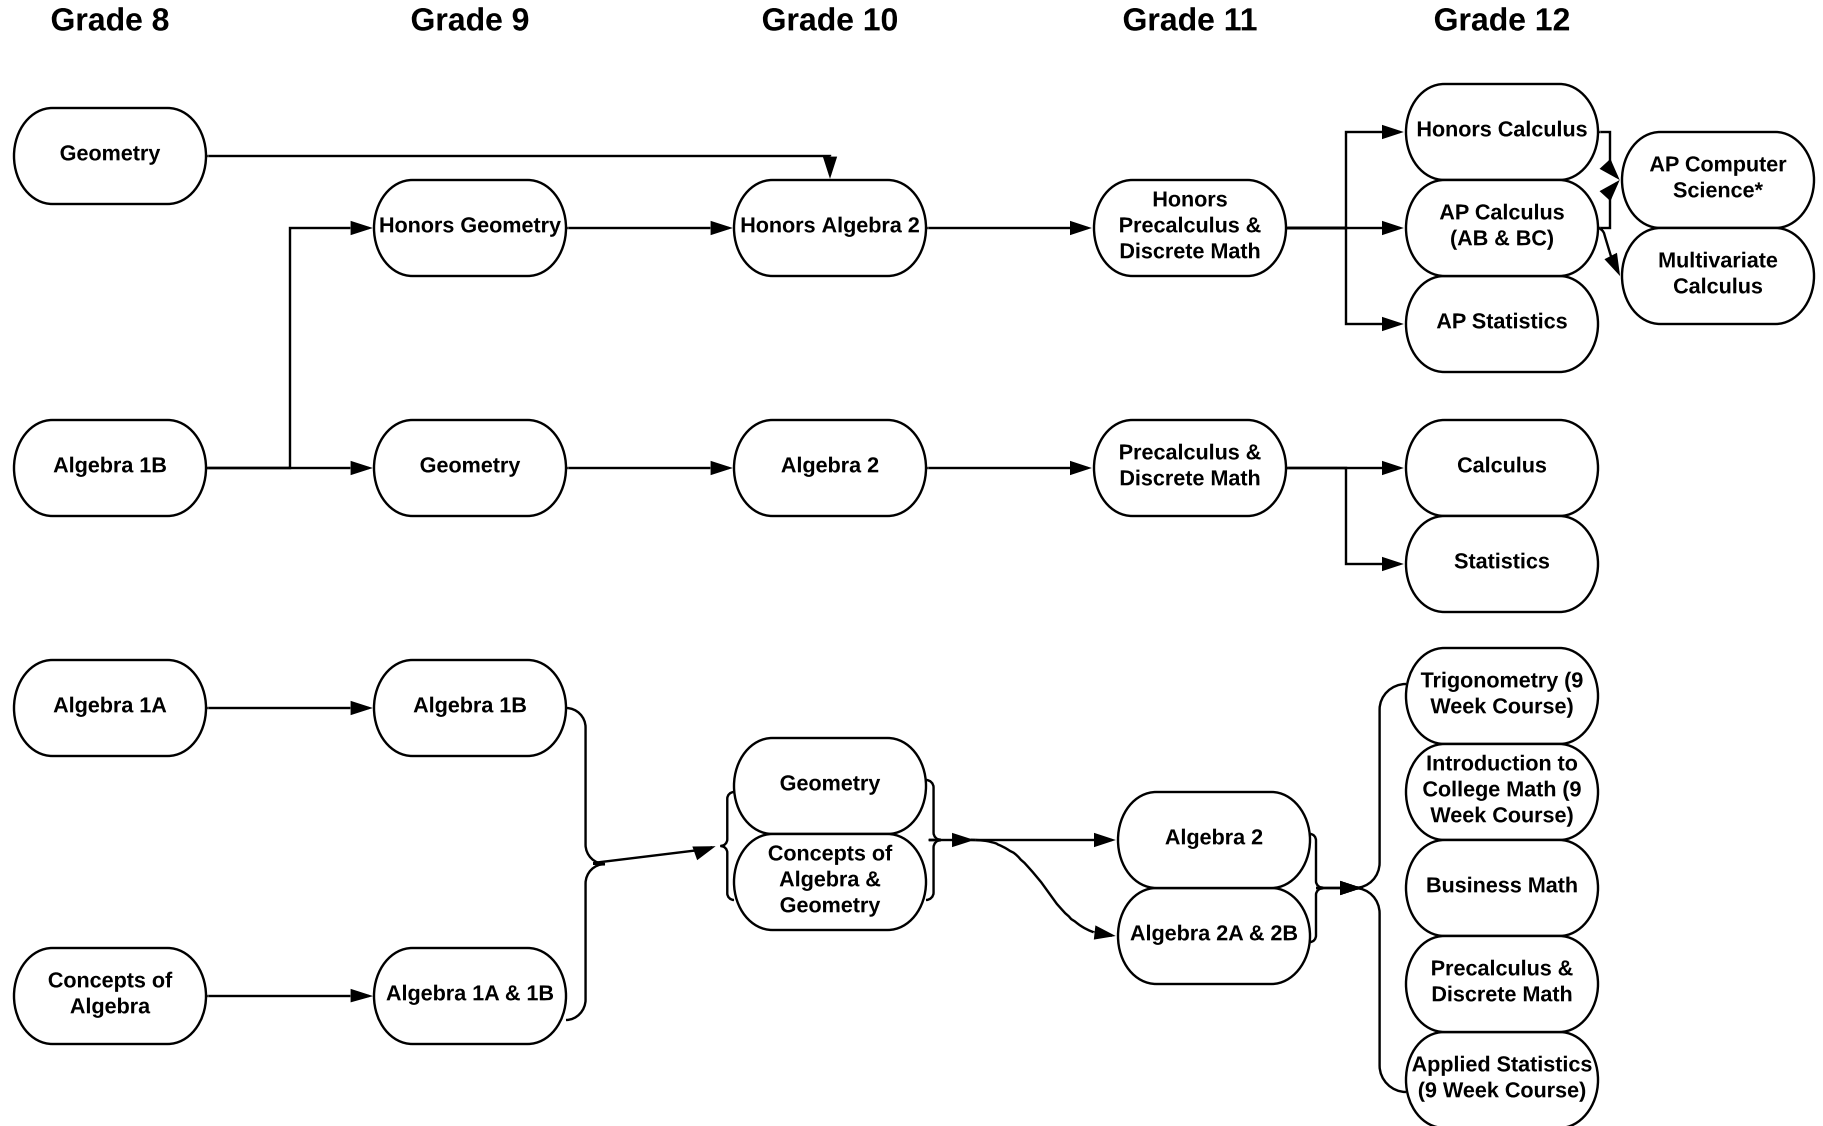 Grade 8
Grade 9
Grade 10
Grade 11
Grade 12
Geometry
Honors Geometry
Honors Algebra 2
Honors
Precalculus &
Discrete Math
Honors Calculus
AP Calculus
(AB & BC)
AP Statistics
AP Computer
Science*
Multivariate
Calculus
Algebra 1B
Geometry
Algebra 2
Precalculus &
Discrete Math
Calculus
Statistics
Algebra 1A
Algebra 1B
Concepts of
Algebra
Algebra 1A & 1B
Geometry
Concepts of
Algebra &
Geometry
Algebra 2
Algebra 2A & 2B
Trigonometry (9
Week Course)
Introduction to
College Math (9
Week Course)
Business Math
Precalculus &
Discrete Math
Applied Statistics
(9 Week Course)